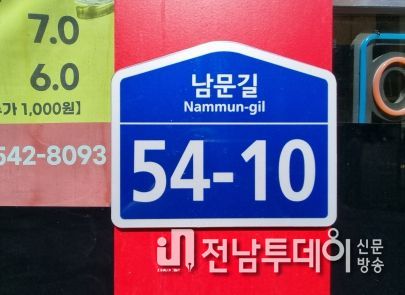 7.0
6.0
가 1,000원】
542-8093
남문길
Nammun-gil
54-10
전남투데이 신문
방송